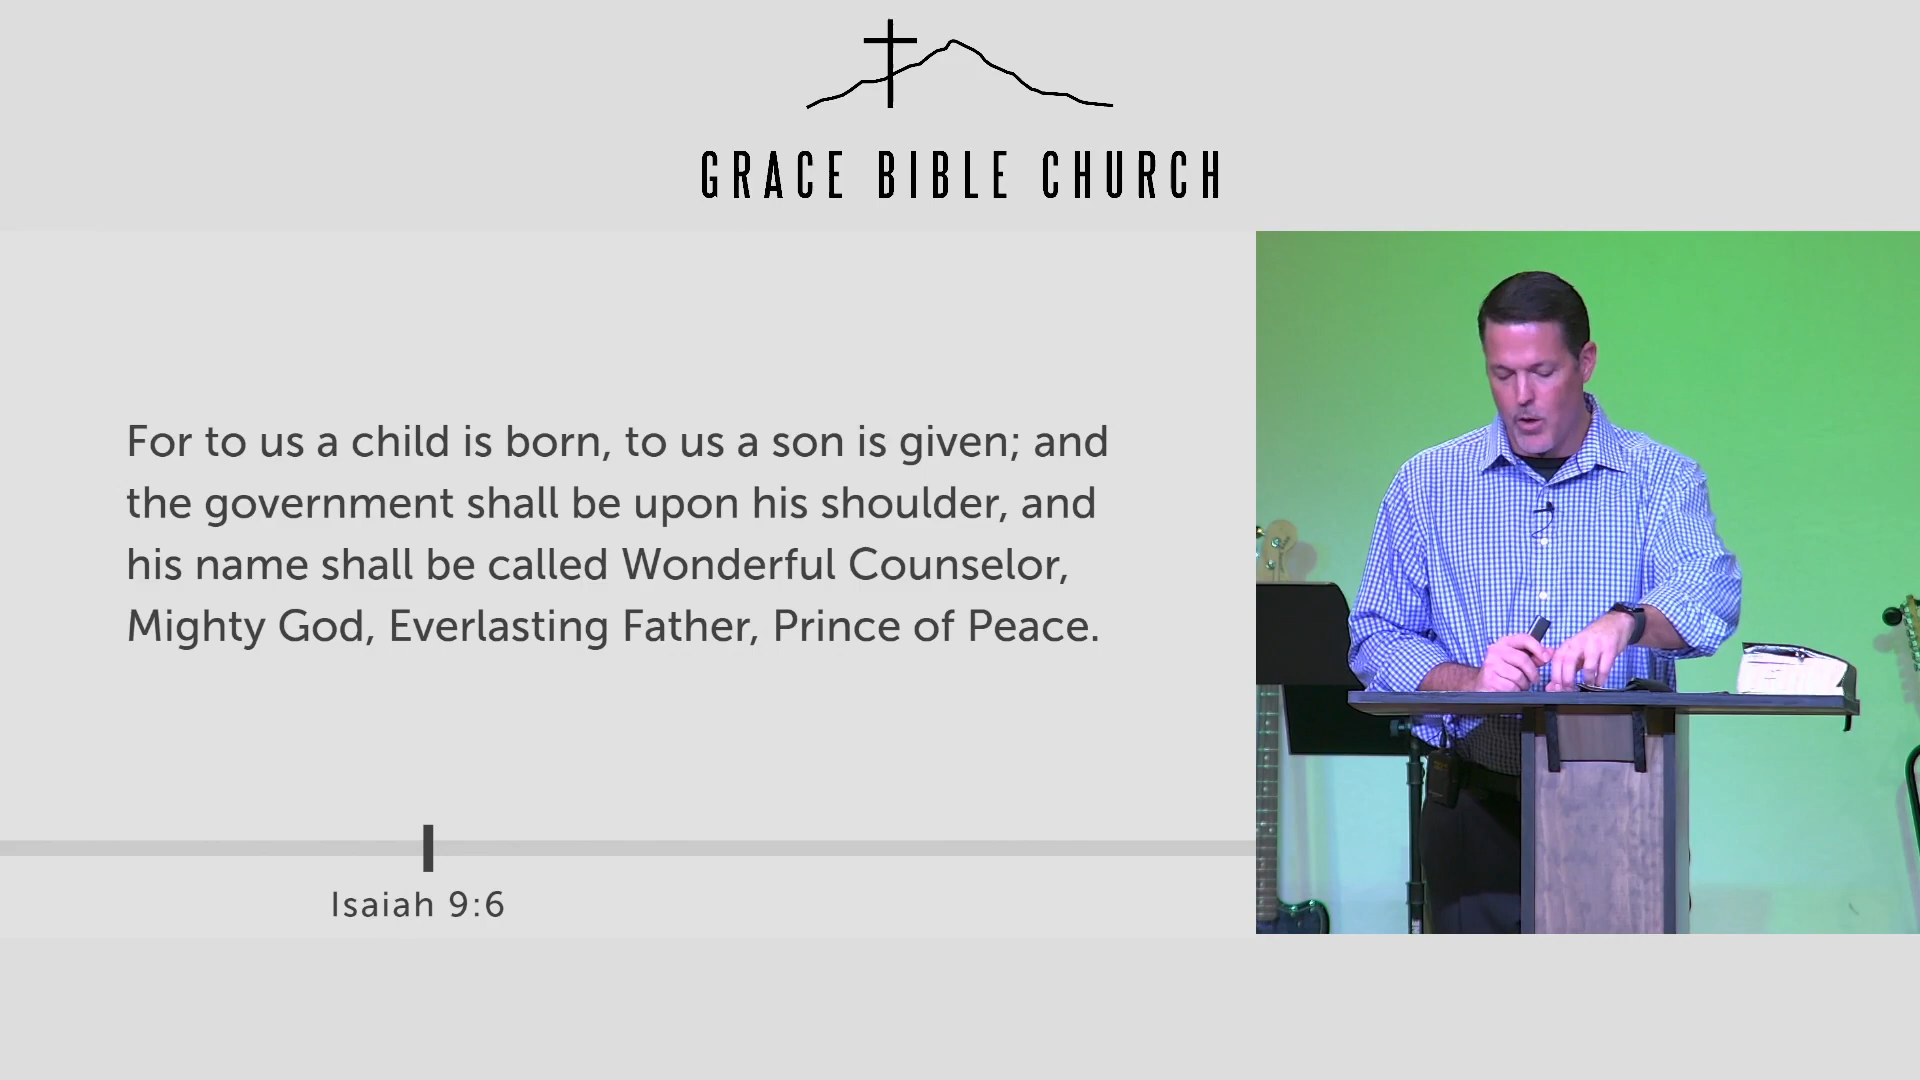 GRACE BIBLE CHURCH
For to us a child is born, to us a son is given; and
the government shall be upon his shoulder, and
his name shall be called Wonderful Counselor,
Mighty God, Everlasting Father, Prince of Peace.
Isaiah 9:6